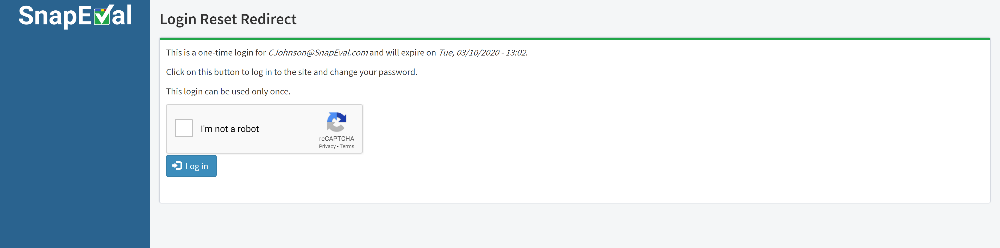 SnapEval
Login Reset Redirect
This is a one-time login for CJohnson@SnapEval.com and will expire on Tue, 03/10/2020 - 13:02.
Click on this button to log in to the site and change your password.
This login can be used only once.
I'm not a robot
reCAPTCHA
Privacy - Terms
Log in